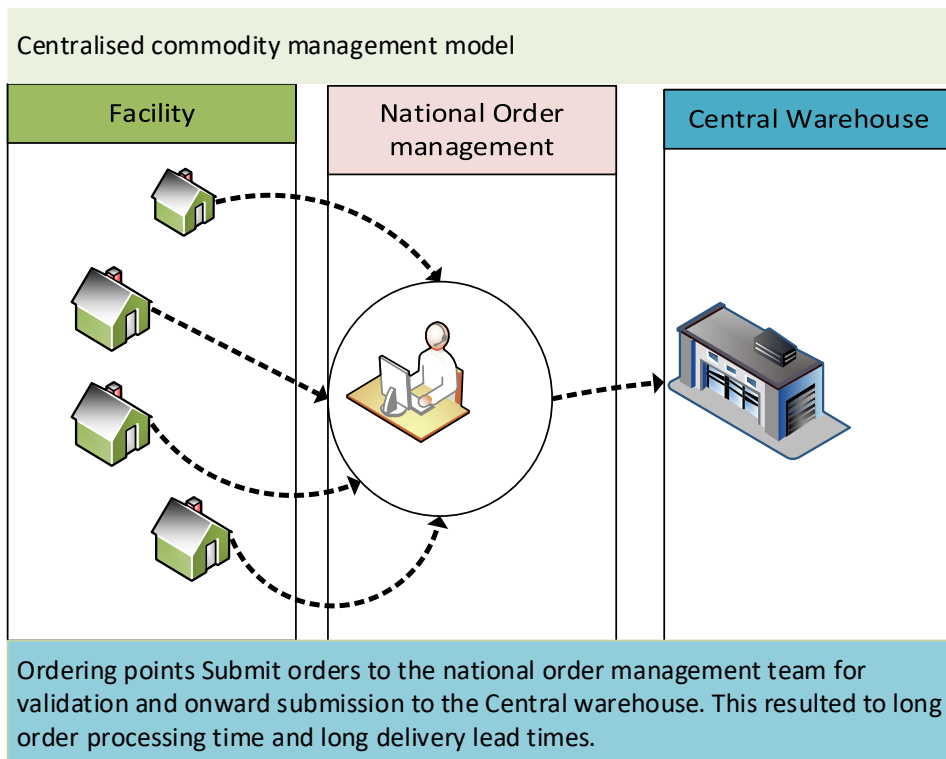 Centralised commodity management model
Facility
National Order
management
Central Warehouse
Ordering points Submit orders to the national order management team for
validation and onward submission to the Central warehouse. This resulted to long
order processing time and long delivery lead times.